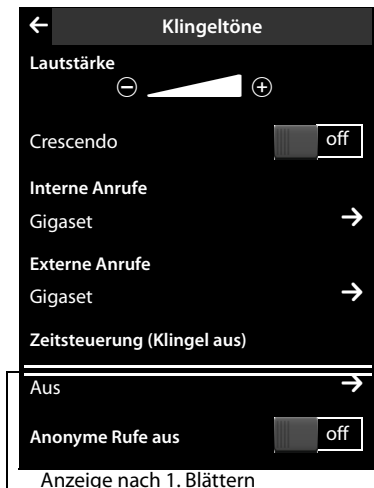 Klingeltöne
Lautstärke
Crescendo off
Interne Anrufe
Gigaset
Externe Anrufe
Gigaset
Zeitsteuerung (Klingel aus)
Aus
Anonyme Rufe aus off
Anzeige nach 1. Blättern